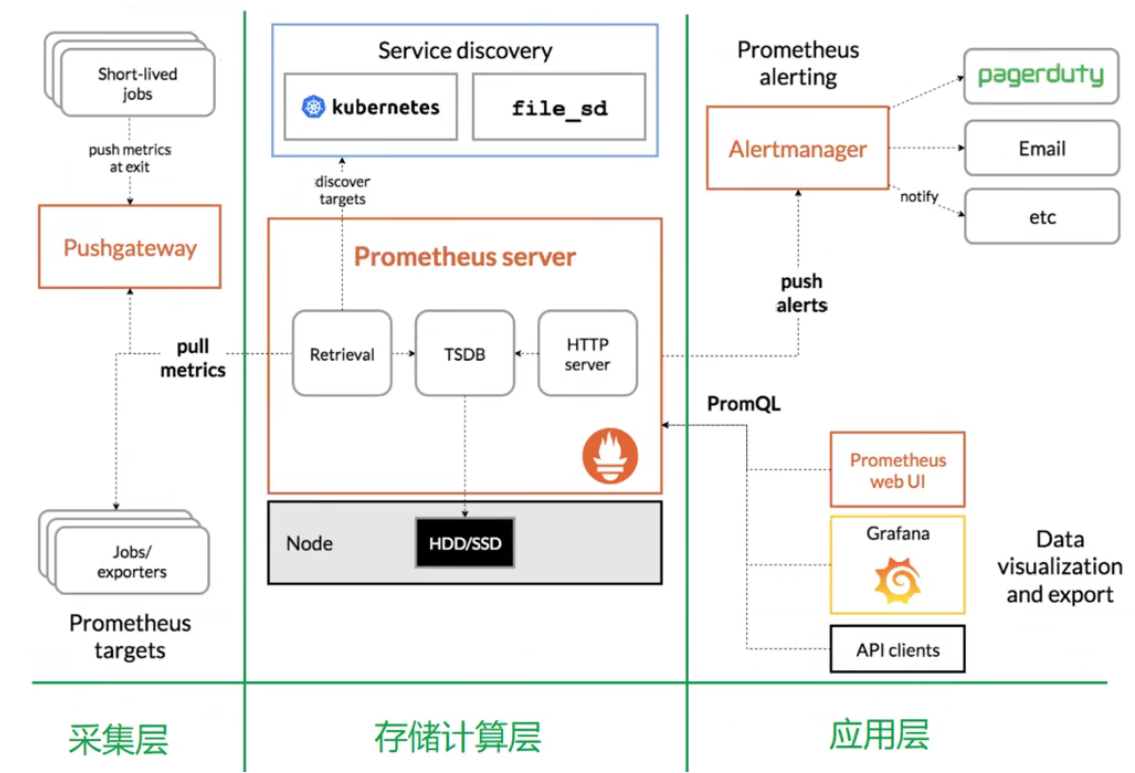 Short-lived
jobs
push metrics
at exit
Pushgateway
pull
metrics
Jobs/
exporters
Prometheus
targets
采集层
Service discovery
kubernetes
file_sd
discover
targets
Prometheus server
Retrieval
TSDB
HTTP
server
Node
HDD/SSD
存储计算层
Prometheus
alerting
Alertmanager
pagerduty
Email
notify
etc
push
alerts
PromQL
Prometheus
web UI
Grafana
API clients
Data
visualization
and export
应用层